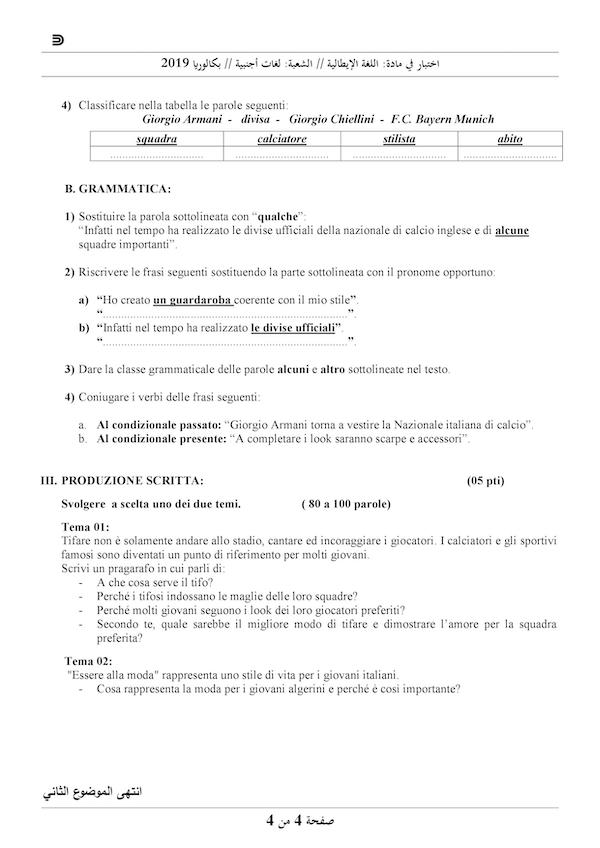 اختبار في مادة: اللغة الإيطالية // الشعبة: لغات أجنبية // بكالوريا 2019
4) Classificare nella tabella le parole seguenti:
Giorgio Armani - divisa - Giorgio Chiellini - F.C. Bayern Munich
squadra calciatore stilista abito
............................... ............................... ............................... ...............................
B. GRAMMATICA:
1) Sostituire la parola sottolineata con “qualche”:
“Infatti nel tempo ha realizzato le divise ufficiali della nazionale di calcio inglese e di alcune
squadre importanti”.
2) Riscrivere le frasi seguenti sostituendo la parte sottolineata con il pronome opportuno:
a) “Ho creato un guardaroba coerente con il mio stile”.
“..................................................................................”.
b) “Infatti nel tempo ha realizzato le divise ufficiali”.
“..................................................................................”.
3) Dare la classe grammaticale delle parole alcuni e altro sottolineate nel testo.
4) Coniugare i verbi delle frasi seguenti:
a. Al condizionale passato: “Giorgio Armani torna a vestire la Nazionale italiana di calcio”.
b. Al condizionale presente: “A completare i look saranno scarpe e accessori”.
III. PRODUZIONE SCRITTA: (05 pti)
Svolgere a scelta uno dei due temi. ( 80 a 100 parole)
Tema 01:
Tifare non è solamente andare allo stadio, cantare ed incoraggiare i giocatori. I calciatori e gli sportivi
famosi sono diventati un punto di riferimento per molti giovani.
Scrivi un pragarafo in cui parli di:
- A che cosa serve il tifo?
- Perché i tifosi indossano le maglie delle loro squadre?
- Perché molti giovani seguono i look dei loro giocatori preferiti?
- Secondo te, quale sarebbe il migliore modo di tifare e dimostrare l’amore per la squadra
preferita?
Tema 02:
"Essere alla moda" rappresenta uno stile di vita per i giovani italiani.
- Cosa rappresenta la moda per i giovani algerini e perché è cosi importante?
انتهى الموضوع الثاني
صفحة 4 من 4